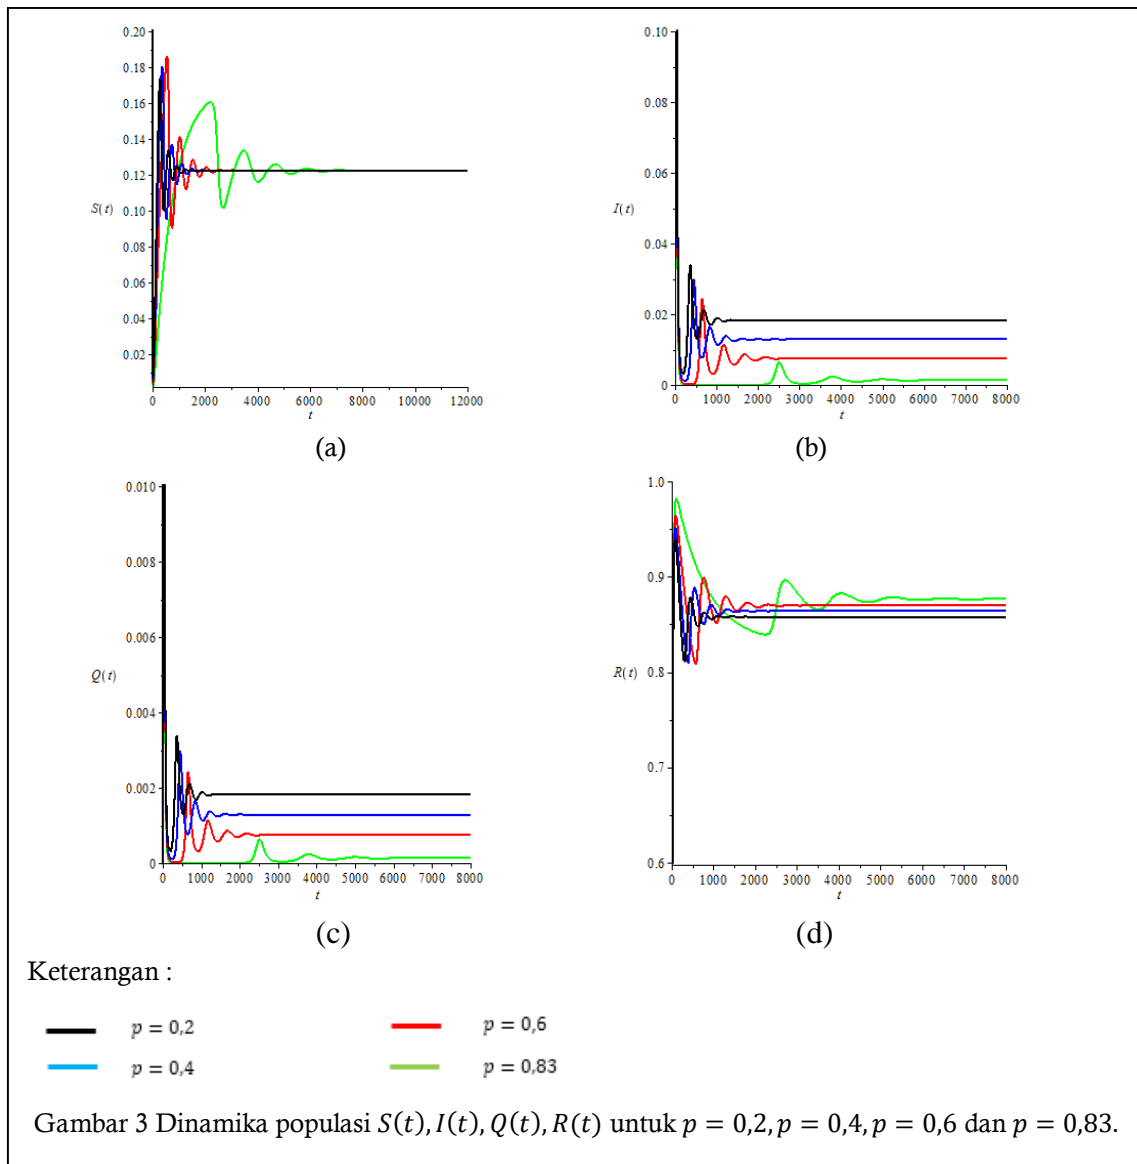 0.20
0.18
0.16
0.14
0.12
S(t)
0.10
0.08
0.06
0.04
0.02
0 2000 4000 6000 8000 10000 12000
t
(a)
0.10
0.08
0.06
I(t)
0.04
0.02
0
0 1000 2000 3000 4000 5000 6000 7000 8000
t
(b)
0.010
0.008
0.006
Q(t)
0.004
0.002
0
0 1000 2000 3000 4000 5000 6000 7000 8000
t
(c)
1.0
0.9
0.8
R(t)
0.7
0.6
0 1000 2000 3000 4000 5000 6000 7000 8000
t
(d)
Keterangan :
p = 0,2 p = 0,6
p = 0,4 p = 0,83
Gambar 3 Dinamika populasi S(t), I(t), Q(t), R(t) untuk p = 0,2, p = 0,4, p = 0,6 dan p = 0,83.